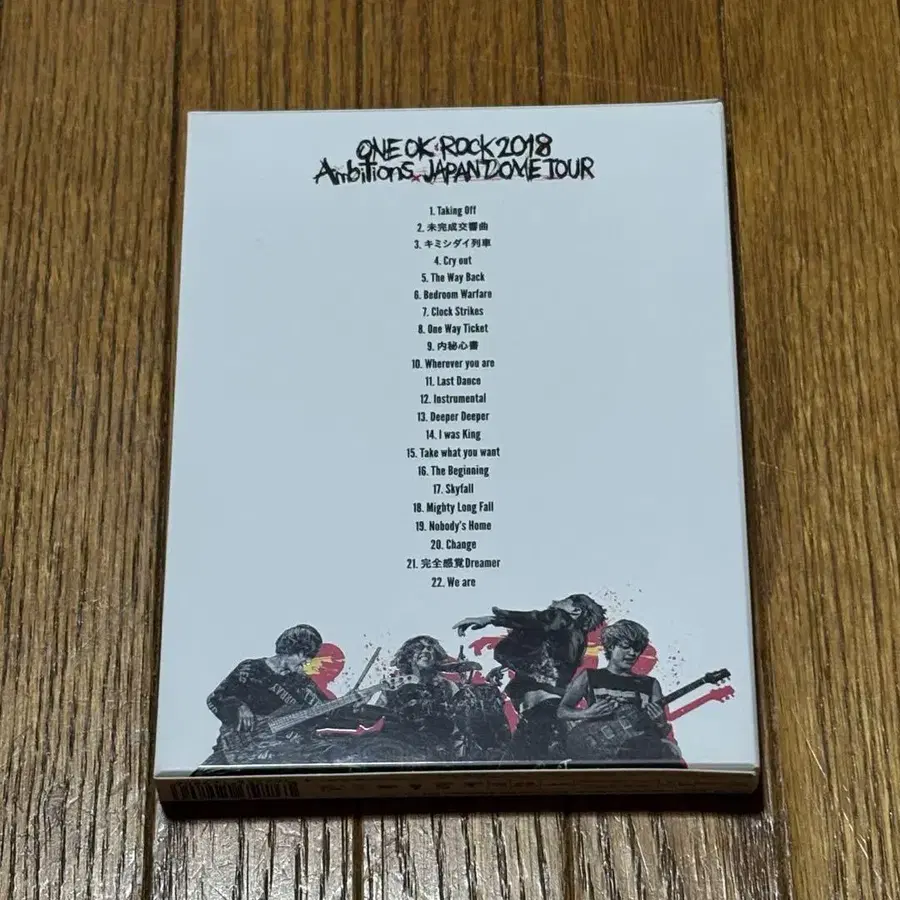 ONE OK ROCK 2018
Ambitions JAPAN DOME TOUR
1. Taking Off
2. 未完成交響曲
3. キミシダイ列車
4. Cry out
5. The Way Back
6. Bedroom Warfare
7. Clock Strikes
8. One Way Ticket
9. 内秘心書
10. Wherever you are
11. Last Dance
12. Instrumental
13. Deeper Deeper
14. I was King
15. Take what you want
16. The Beginning
17. Skyfall
18. Mighty Long Fall
19. Nobody's Home
20. Change
21. 完全感覚Dreamer
22. We are